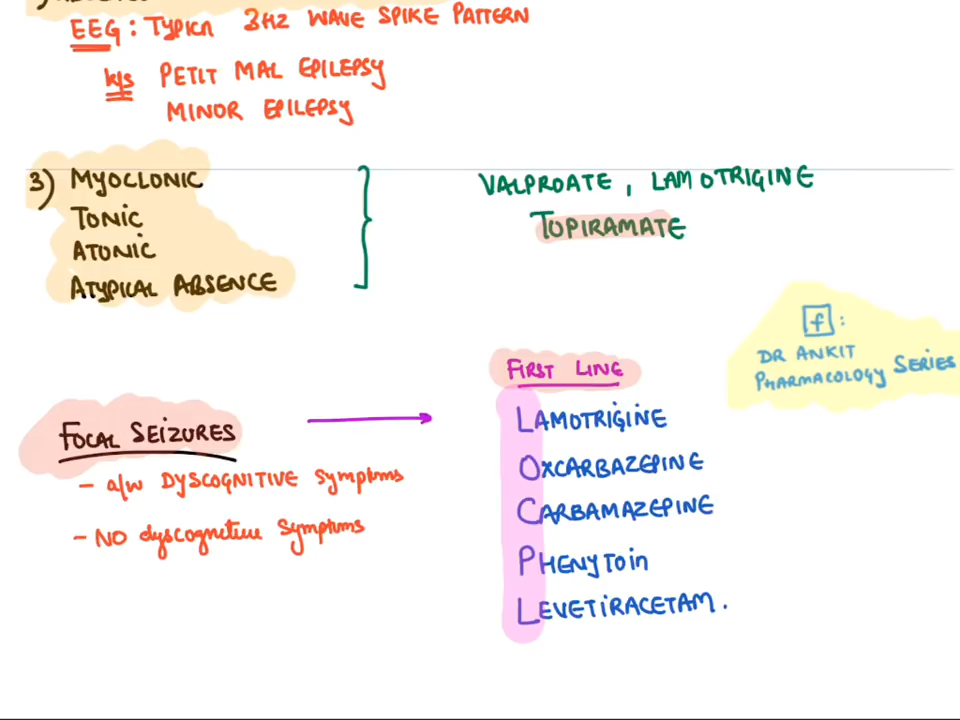 EEG: TYPICA 3HZ WAVE SPIKE PATTERN
k/s PETIT MAL EPILEPSY
MINOR EPILEPSY
3) MYOCLONIC
TONIC
ATONIC
ATYPICAL ABSENCE
VALPROATE, LAMOTRIGINE
TOPIRAMATE
f:
DR ANKIT
PHARMACOLOGY SERIES
FOCAL SEIZURES
- a/w DYSCOGNITIVE Symptoms
- NO dyscognitive Symptoms
FIRST LINE
LAMOTRIGINE
OXCARBAZEPINE
CARBAMAZEPINE
PHENYTOIN
LEVETIRACETAM.